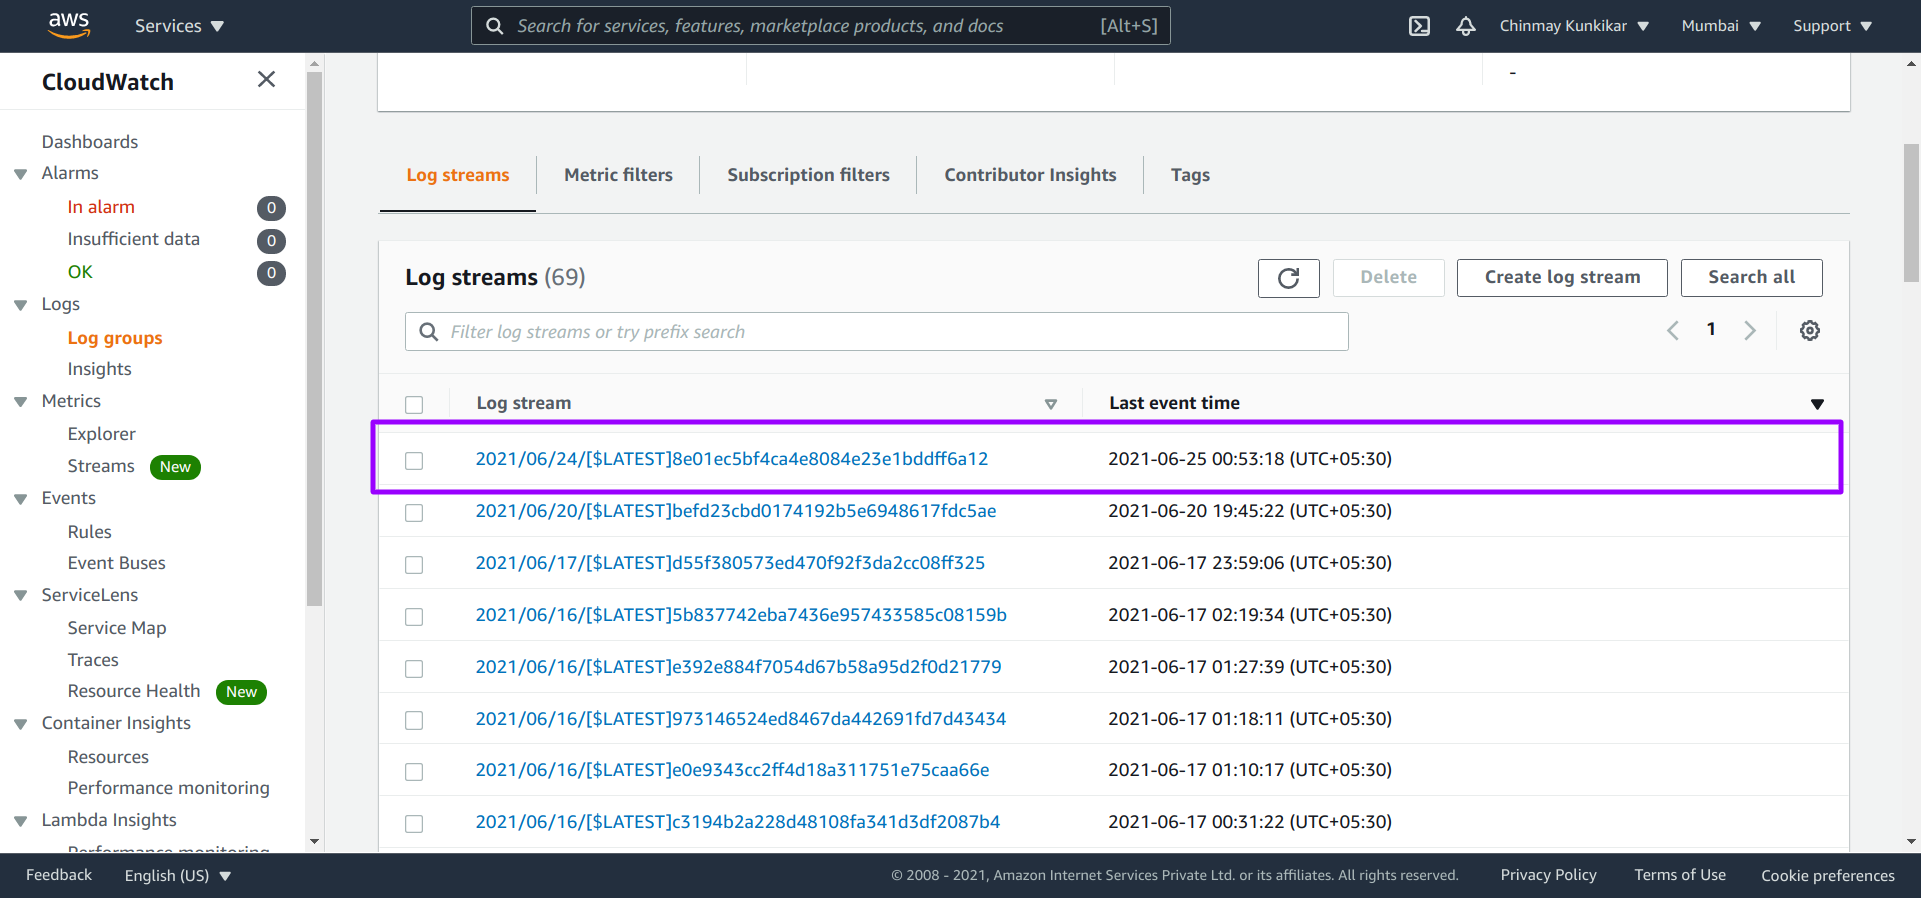 aws Services Search for services, features, marketplace products, and docs [Alt+S] Chinmay Kunkikar Mumbai Support
CloudWatch
Dashboards
Alarms
In alarm 0
Insufficient data 0
OK 0
Logs
Log groups
Insights
Metrics
Explorer
Streams New
Events
Rules
Event Buses
ServiceLens
Service Map
Traces
Resource Health New
Container Insights
Resources
Performance monitoring
Lambda Insights
Performance monitoring
-
Log streams Metric filters Subscription filters Contributor Insights Tags
Log streams (69) Delete Create log stream Search all
Filter log streams or try prefix search 1
Log stream Last event time
2021/06/24/[$LATEST]8e01ec5bf4ca4e8084e23e1bddff6a12 2021-06-25 00:53:18 (UTC+05:30)
2021/06/20/[$LATEST]befd23cbd0174192b5e6948617fdc5ae 2021-06-20 19:45:22 (UTC+05:30)
2021/06/17/[$LATEST]d55f380573ed470f92f3da2cc08ff325 2021-06-17 23:59:06 (UTC+05:30)
2021/06/16/[$LATEST]5b837742eba7436e957433585c08159b 2021-06-17 02:19:34 (UTC+05:30)
2021/06/16/[$LATEST]e392e884f7054d67b58a95d2f0d21779 2021-06-17 01:27:39 (UTC+05:30)
2021/06/16/[$LATEST]973146524ed8467da442691fd7d43434 2021-06-17 01:18:11 (UTC+05:30)
2021/06/16/[$LATEST]e0e9343cc2ff4d18a311751e75caa66e 2021-06-17 01:10:17 (UTC+05:30)
2021/06/16/[$LATEST]c3194b2a228d48108fa341d3df2087b4 2021-06-17 00:31:22 (UTC+05:30)
Feedback English (US) © 2008 - 2021, Amazon Internet Services Private Ltd. or its affiliates. All rights reserved. Privacy Policy Terms of Use Cookie preferences